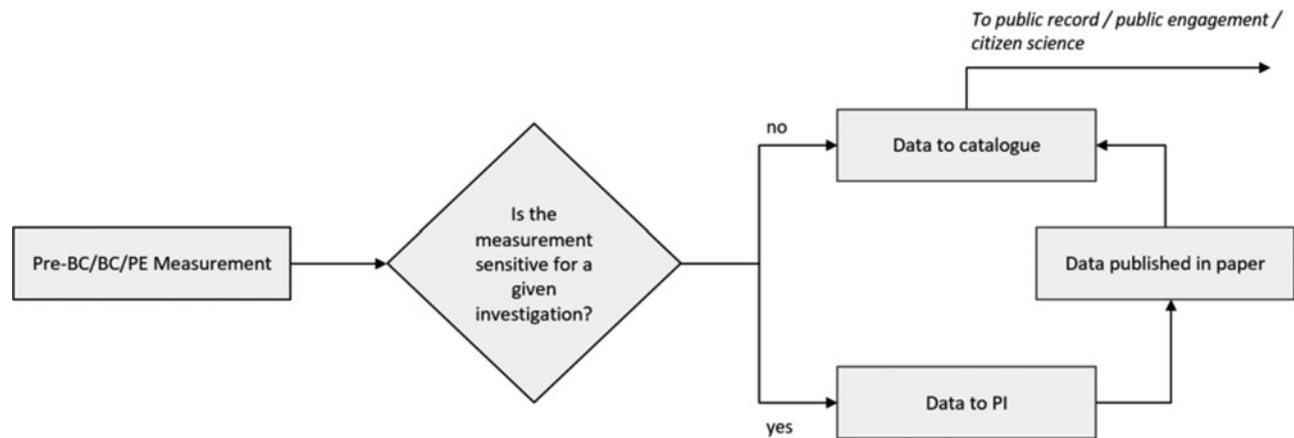 To public record / public engagement /
citizen science
no
Data to catalogue
Is the
measurement
sensitive for a
given
investigation?
Pre-BC/BC/PE Measurement
Data published in paper
Data to PI
yes